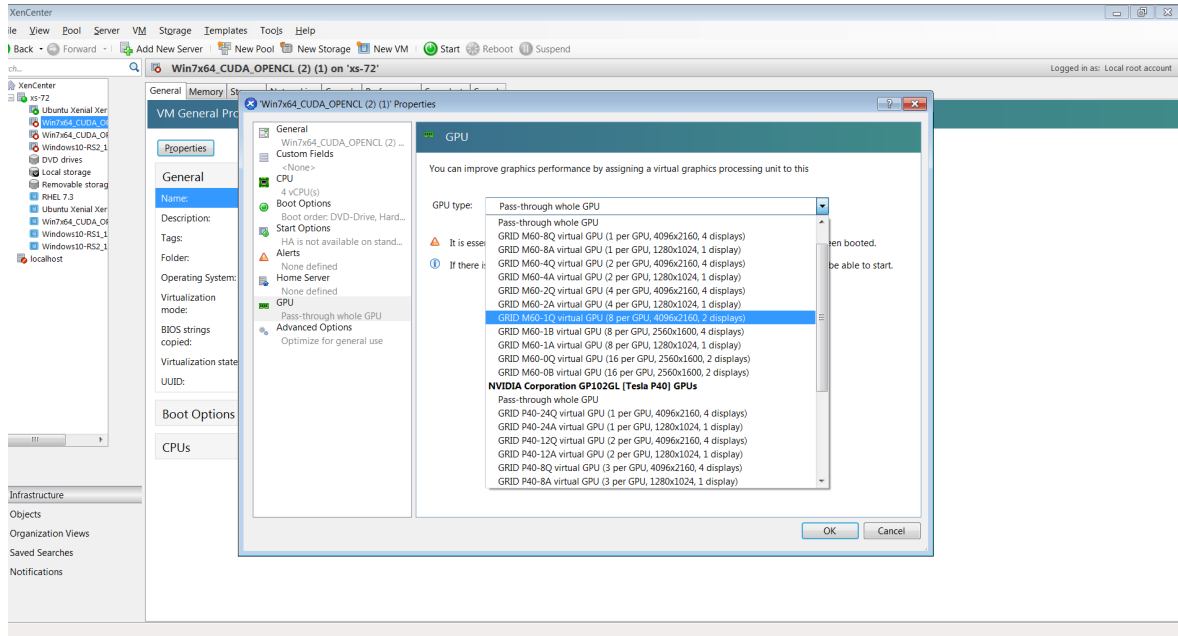 XenCenter
ile View Pool Server VM Storage Templates Tools Help
Back Forward Add New Server New Pool New Storage New VM Start Reboot Suspend
ch...
Win7x64_CUDA_OPENCL (2) (1) on 'xs-72'
Logged in as: Local root account
XenCenter
xs-72
Ubuntu Xenial Xer
Win7x64_CUDA_O
Win7x64_CUDA_OF
Windows10-RS2_1
DVD drives
Local storage
Removable storag
RHEL 7.3
Ubuntu Xenial Xer
Win7x64_CUDA_OF
Windows10-RS1_1
Windows10-RS2_1
localhost
Infrastructure
Objects
Organization Views
Saved Searches
Notifications
General Memory
VM General Pro
Properties
General
Name:
Description:
Tags:
Folder:
Operating System:
Virtualization
mode:
BIOS strings
copied:
Virtualization state
UUID:
Boot Options
CPUs
'Win7x64_CUDA_OPENCL (2) (1)' Properties
General
Win7x64_CUDA_OPENCL (2) ...
Custom Fields
<None>
CPU
4 vCPU(s)
Boot Options
Boot order: DVD-Drive, Hard...
Start Options
HA is not available on stand...
Alerts
None defined
Home Server
None defined
GPU
Pass-through whole GPU
Advanced Options
Optimize for general use
GPU
You can improve graphics performance by assigning a virtual graphics processing unit to this
GPU type: Pass-through whole GPU
It is esse
en booted.
If there is
be able to start.
Pass-through whole GPU
GRID M60-8Q virtual GPU (1 per GPU, 4096x2160, 4 displays)
GRID M60-8A virtual GPU (1 per GPU, 1280x1024, 1 display)
GRID M60-4Q virtual GPU (2 per GPU, 4096x2160, 4 displays)
GRID M60-4A virtual GPU (2 per GPU, 1280x1024, 1 display)
GRID M60-2Q virtual GPU (4 per GPU, 4096x2160, 4 displays)
GRID M60-2A virtual GPU (4 per GPU, 1280x1024, 1 display)
GRID M60-1Q virtual GPU (8 per GPU, 4096x2160, 2 displays)
GRID M60-1B virtual GPU (8 per GPU, 2560x1600, 4 displays)
GRID M60-1A virtual GPU (8 per GPU, 1280x1024, 1 display)
GRID M60-0Q virtual GPU (16 per GPU, 2560x1600, 2 displays)
GRID M60-0B virtual GPU (16 per GPU, 2560x1600, 2 displays)
NVIDIA Corporation GP102GL [Tesla P40] GPUs
Pass-through whole GPU
GRID P40-24Q virtual GPU (1 per GPU, 4096x2160, 4 displays)
GRID P40-24A virtual GPU (1 per GPU, 1280x1024, 1 display)
GRID P40-12Q virtual GPU (2 per GPU, 4096x2160, 4 displays)
GRID P40-12A virtual GPU (2 per GPU, 1280x1024, 1 display)
GRID P40-8Q virtual GPU (3 per GPU, 4096x2160, 4 displays)
GRID P40-8A virtual GPU (3 per GPU, 1280x1024, 1 display)
OK Cancel